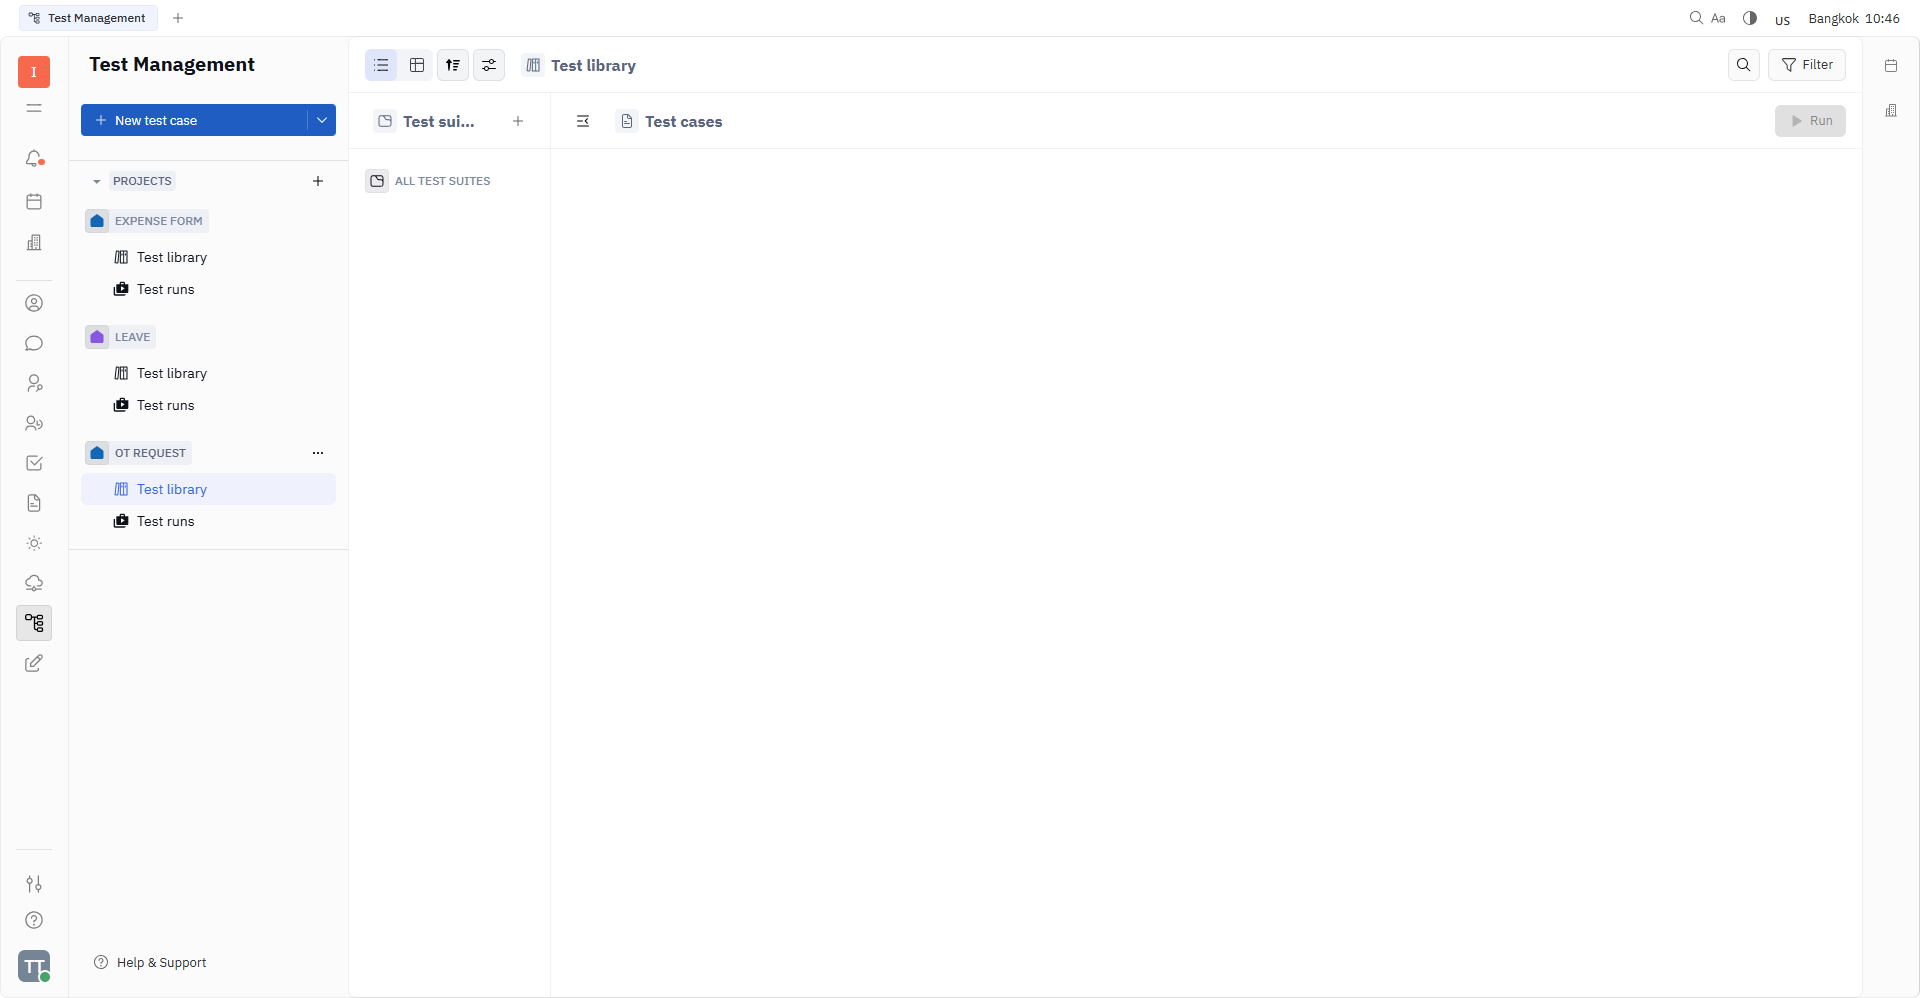 Test Management
Aa
US
Bangkok 10:46
I
Test Management
New test case
PROJECTS
EXPENSE FORM
Test library
Test runs
LEAVE
Test library
Test runs
OT REQUEST
Test library
Test runs
Help & Support
TT
Test library
Filter
Test sui...
Test cases
Run
ALL TEST SUITES